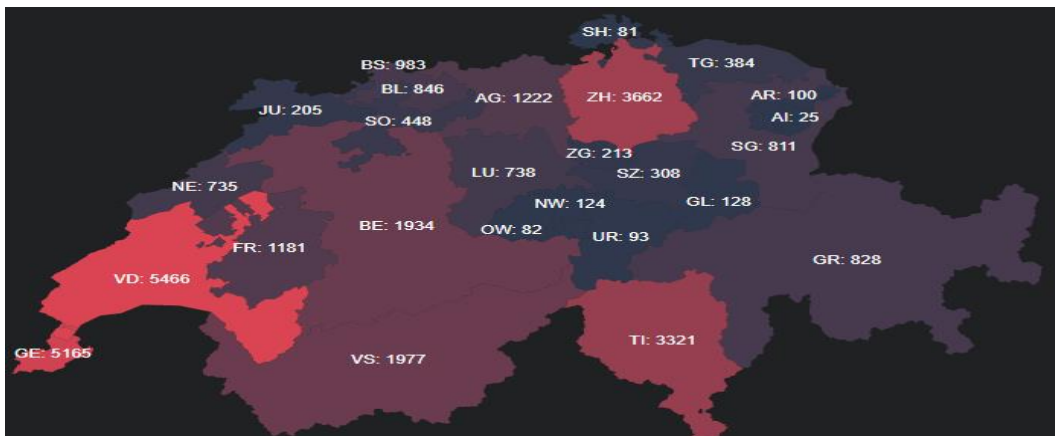 SH: 81
BS: 983
TG: 384
BL: 846
AG: 1222
ZH: 3662
AR: 100
JU: 205
SO: 448
AI: 25
ZG: 213
SG: 811
LU: 738
SZ: 308
NE: 735
NW: 124
GL: 128
BE: 1934
OW: 82
UR: 93
FR: 1181
GR: 828
VD: 5466
TI: 3321
GE: 5165
VS: 1977